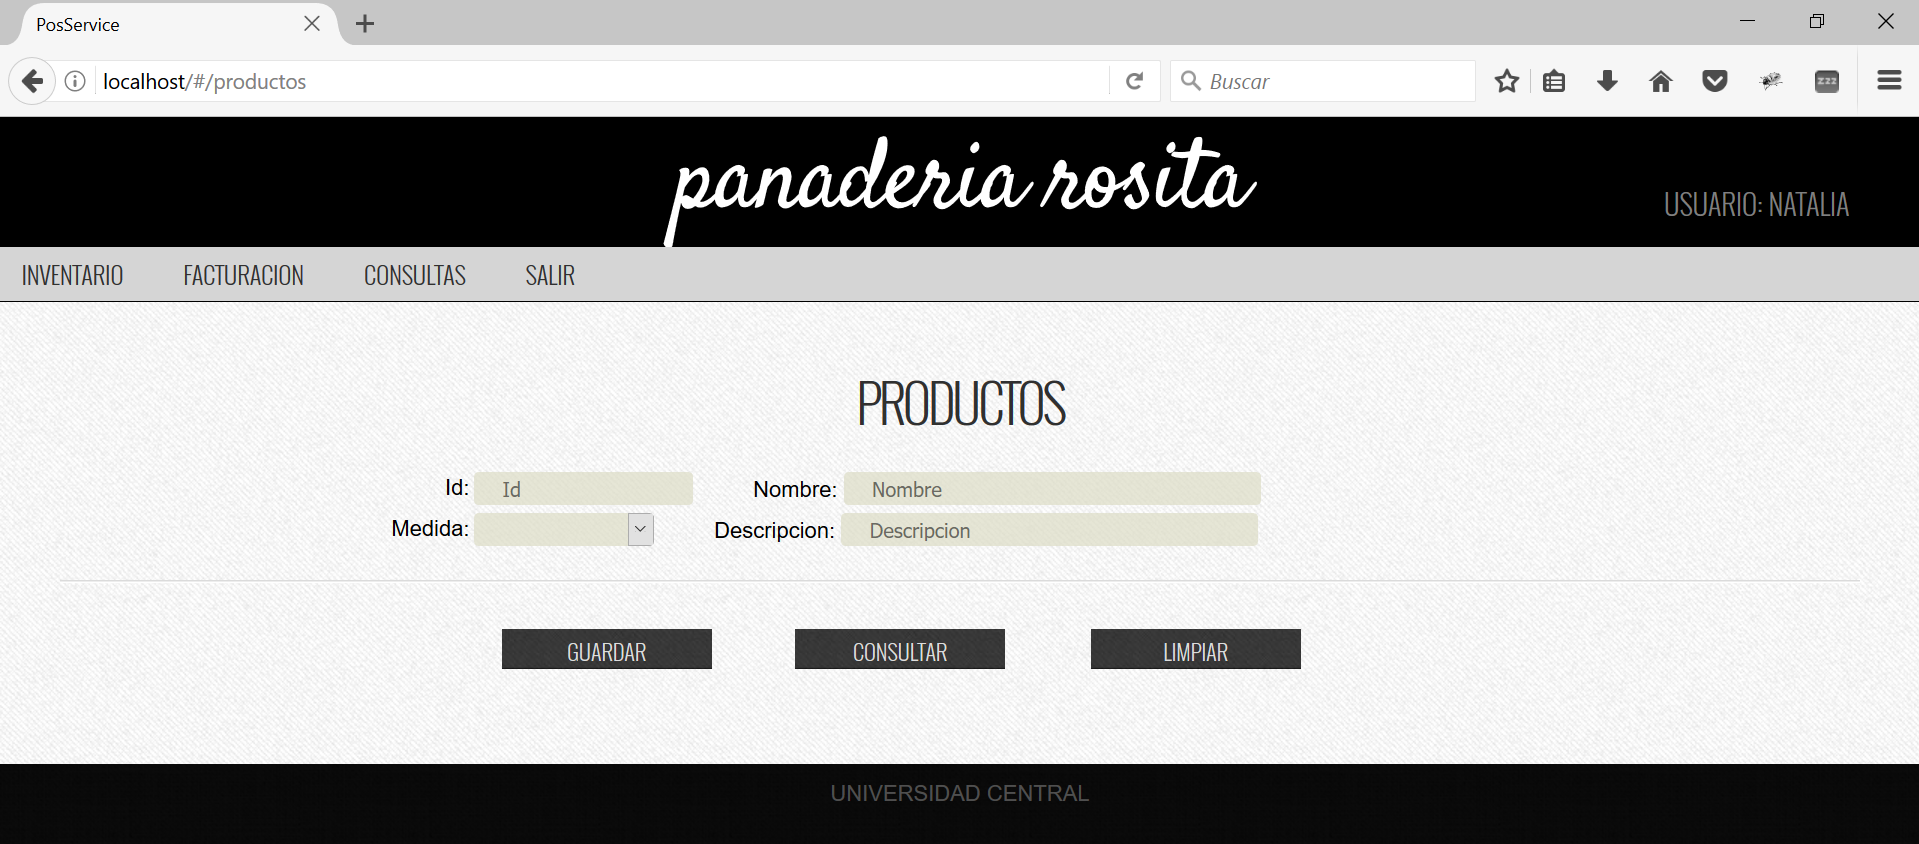 PosService
localhost/#/productos
Buscar
zzz
panaderia rosita
USUARIO: NATALIA
INVENTARIO FACTURACION CONSULTAS SALIR
PRODUCTOS
Id: Id Nombre: Nombre
Medida: Descripcion: Descripcion
GUARDAR CONSULTAR LIMPIAR
UNIVERSIDAD CENTRAL